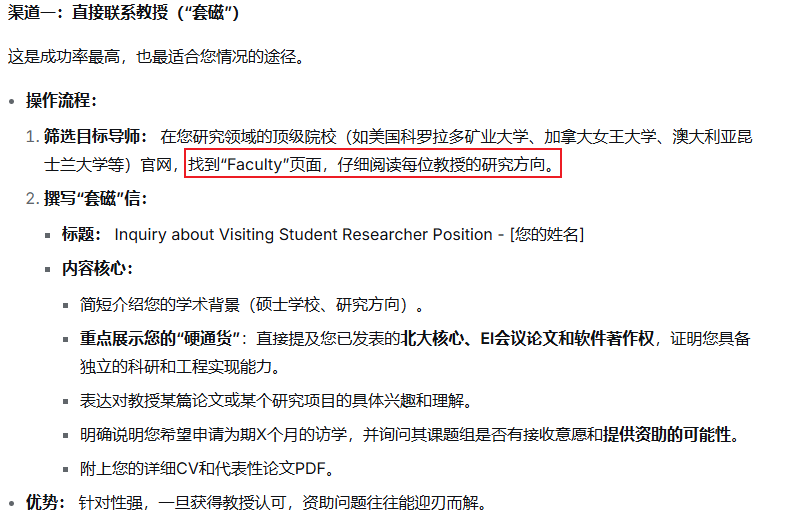 渠道一：直接联系教授（“套磁”）
这是成功率最高，也最适合您情况的途径。
• 操作流程：
1. 筛选目标导师： 在您研究领域的顶级院校（如美国科罗拉多矿业大学、加拿大女王大学、澳大利亚昆
士兰大学等）官网，找到“Faculty”页面，仔细阅读每位教授的研究方向。
2. 撰写“套磁”信：
▪ 标题： Inquiry about Visiting Student Researcher Position - [您的姓名]
▪ 内容核心：
▪ 简短介绍您的学术背景（硕士学校、研究方向）。
▪ 重点展示您的“硬通货”：直接提及您已发表的北大核心、EI会议论文和软件著作权，证明您具备
独立的科研和工程实现能力。
▪ 表达对教授某篇论文或某个研究项目的具体兴趣和理解。
▪ 明确说明您希望申请为期X个月的访学，并询问其课题组是否有接收意愿和提供资助的可能性。
▪ 附上您的详细CV和代表性论文PDF。
• 优势： 针对性强，一旦获得教授认可，资助问题往往能迎刃而解。